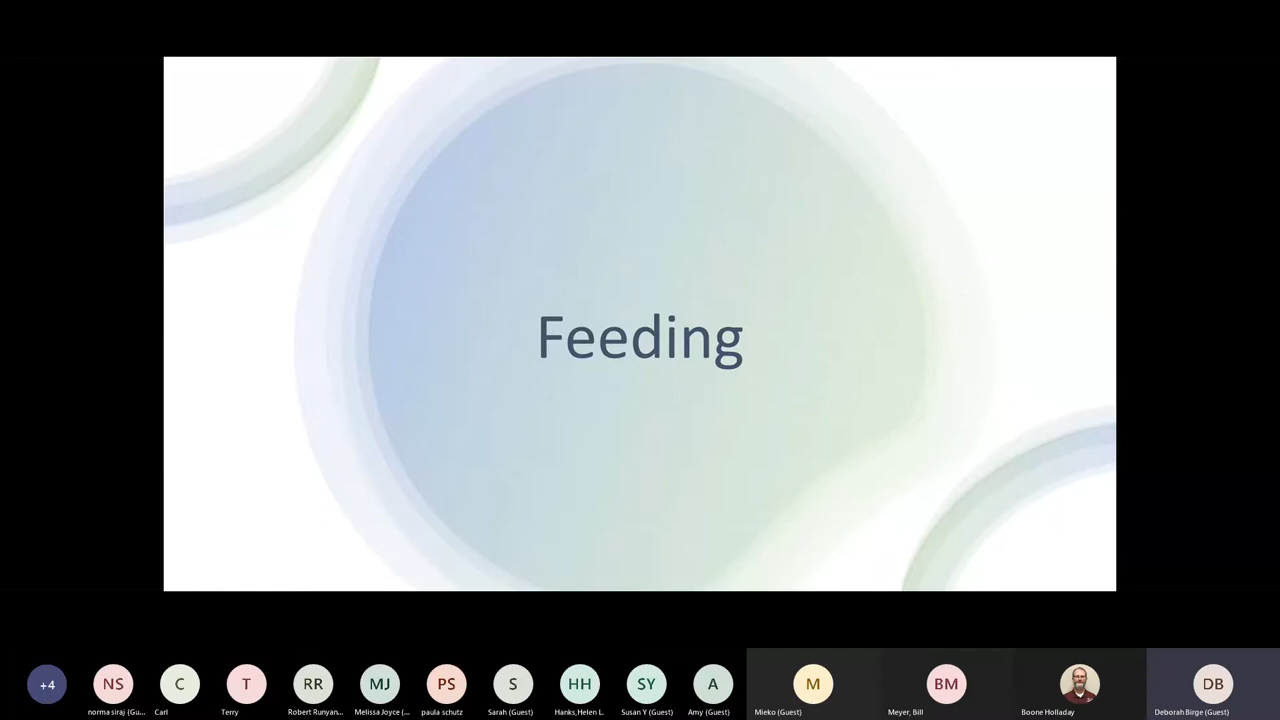 Feeding
+4
NS
C
T
RR
MJ
PS
S
HH
SY
A
M
BM
DB
norma siraj (Gu...
Carl
Terry
Robert Runyan...
Melissa Joyce (...
paula schutz
Sarah (Guest)
Hanks,Helen L.
Susan Y (Guest)
Amy (Guest)
Mieko (Guest)
Meyer, Bill
Boone Holladay
Deborah Birge (Guest)